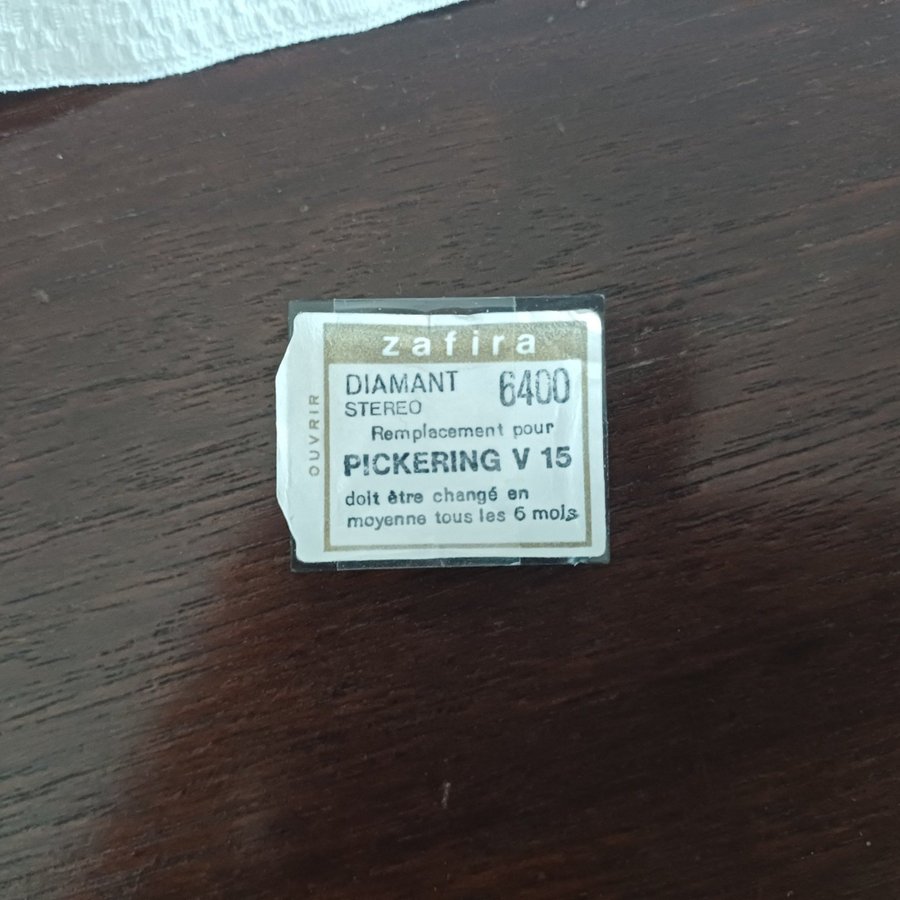 zafira
DIAMANT 6400
STEREO
Remplacement pour
PICKERING V 15
doit être changé en
moyenne tous les 6 mois
OUVRIR